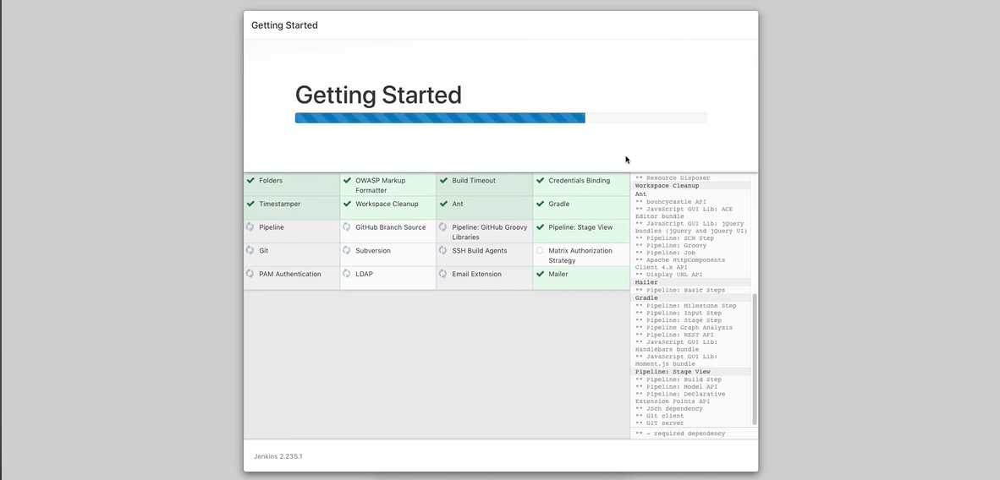 Getting Started
Getting Started
Folders
OWASP Markup
Formatter
Build Timeout
Credentials Binding
Timestamper
Workspace Cleanup
Ant
Gradle
Pipeline
GitHub Branch Source
Pipeline: GitHub Groovy
Libraries
Pipeline: Stage View
Git
Subversion
SSH Build Agents
Matrix Authorization
Strategy
PAM Authentication
LDAP
Email Extension
Mailer
** Resource Disposer
Workspace Cleanup
Ant
** bouncycastle API
** JavaScript GUI Lib: ACE
Editor bundle
** JavaScript GUI Lib: jQuery
bundles (jQuery and jQuery UI)
** Pipeline: SCM Step
** Pipeline: Groovy
** Pipeline: Job
** Apache HttpComponents
Client 4.x API
** Display URL API
Mailer
** Pipeline: Basic Steps
Gradle
** Pipeline: Milestone Step
** Pipeline: Input Step
** Pipeline: Stage Step
** Pipeline Graph Analysis
** Pipeline: REST API
** JavaScript GUI Lib:
Handlebars bundle
** JavaScript GUI Lib:
Moment.js bundle
Pipeline: Stage View
** Pipeline: Build Step
** Pipeline: Model API
** Pipeline: Declarative
Extension Points API
** JSch dependency
** Git client
** GIT server
** - required dependency
Jenkins 2.235.1